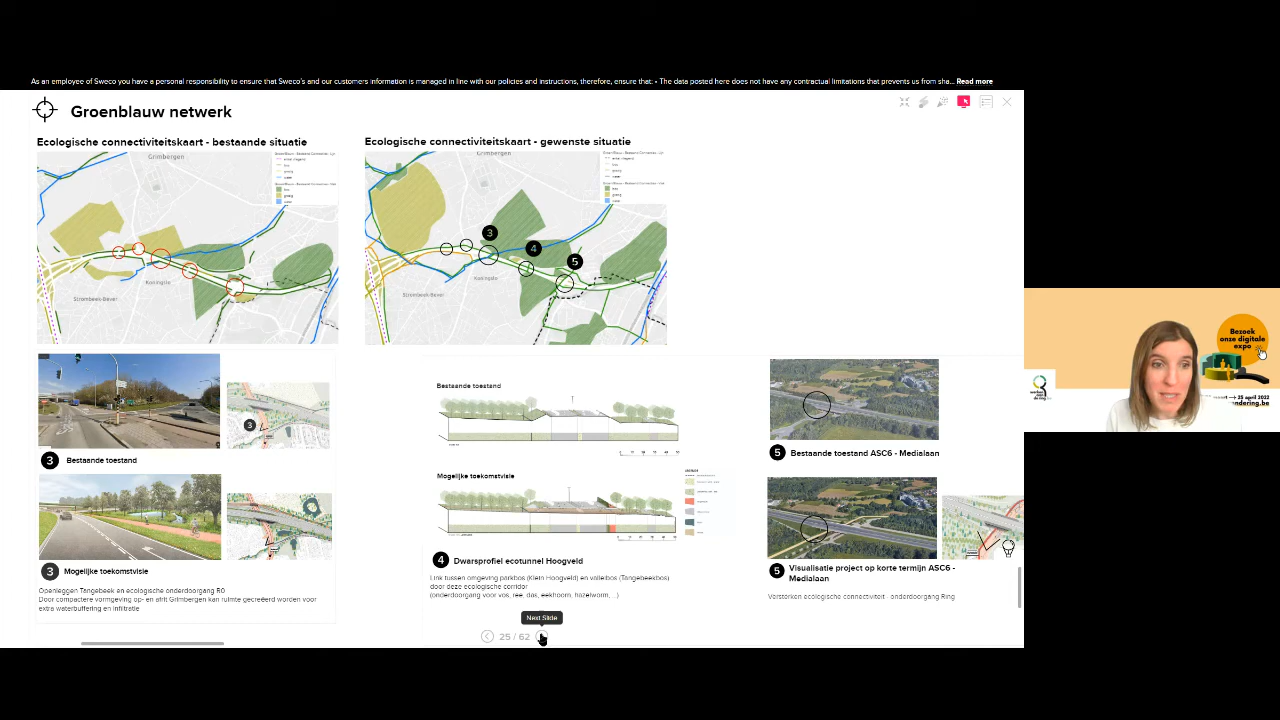 As an employee of Sweco you have a personal responsibility to ensure that Sweco's and our customers information is managed in line with our policies and instructions, therefore, ensure that: • The data posted here does not have any contractual limitations that prevents us from sha... Read more
Groenblauw netwerk
Ecologische connectiviteitskaart - bestaande situatie
Ecologische connectiviteitskaart - gewenste situatie
Grimbergen
Koningslo
Strombeek-Bever
Grimbergen
3
4
5
Koningslo
Strombeek-Bever
3
3 Bestaande toestand
3 Mogelijke toekomstvisie
Openleggen Tangebeek en ecologische onderdoorgang R0
Door compactere vormgeving op- en afrit Grimbergen kan ruimte gecreëerd worden voor
extra waterbuffering en infiltratie
Bestaande toestand
Mogelijke toekomstvisie
4 Dwarsprofiel ecotunnel Hoogveld
Link tussen omgeving parkbos (Klein Hoogveld) en valleibos (Tangebeekbos)
door deze ecologische corridor
(onderdoorgang voor vos, ree, das, eekhoorn, hazelworm,...)
5 Bestaande toestand ASC6 - Medialaan
5 Visualisatie project op korte termijn ASC6 -
Medialaan
Versterken ecologische connectiviteit - onderdoorgang Ring
Next Slide
25 / 62
Bezoek
onze digitale
expo
25 april 2022